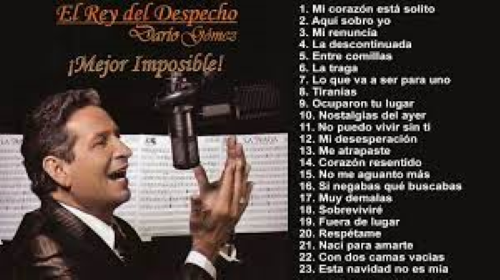 El Rey del Despecho
Darío Gómez
¡Mejor Imposible!
1. Mi corazón está solito
2. Aquí sobro yo
3. Mi renuncia
4. La descontinuada
5. Entre comillas
6. La traga
7. Lo que va a ser para uno
8. Tiranias
9. Ocuparon tu lugar
10. Nostalgias del ayer
11. No puedo vivir sin ti
12. Mi desesperación
13. Me atrapaste
14. Corazón resentido
15. No me aguanto más
16. Si negabas qué buscabas
17. Muy demalas
18. Sobreviviré
19. Fuera de lugar
20. Respétame
21. Nací para amarte
22. Con dos camas vacias
23. Esta navidad no es mía